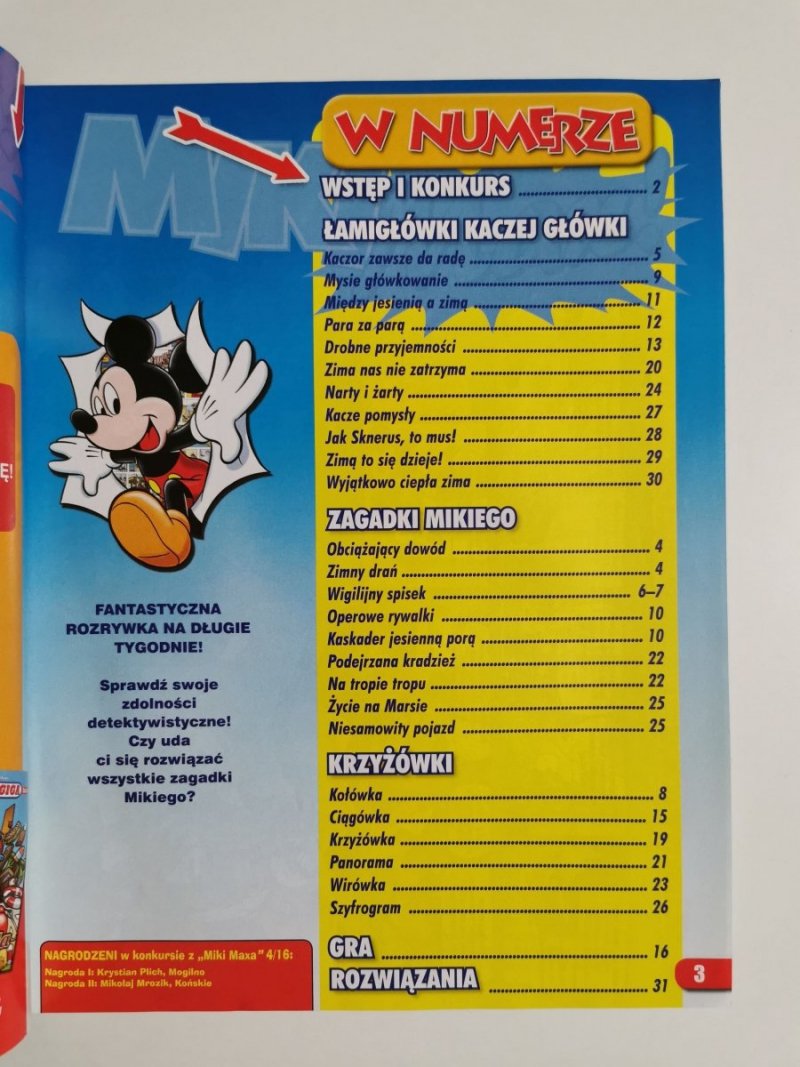 W NUMERZE
WSTĘP I KONKURS 2
ŁAMIGŁÓWKI KACZEJ GŁÓWKI
Kaczor zawsze da radę 5
Mysie główkowanie 9
Między jesienią a zimą 11
Para za parą 12
Drobne przyjemności 13
Zima nas nie zatrzyma 20
Narty i żarty 24
Kacze pomysły 27
Jak Sknerus, to mus! 28
Zimą to się dzieje! 29
Wyjątkowo ciepła zima 30
ZAGADKI MIKIEGO
Obciążający dowód 4
Zimny drań 4
Wigilijny spisek 6–7
Operowe rywalki 10
Kaskader jesienną porą 10
Podejrzana kradzież 22
Na tropie tropu 22
Życie na Marsie 25
Niesamowity pojazd 25
KRZYŻÓWKI
Kołówka 8
Ciągówka 15
Krzyżówka 19
Panorama 21
Wirówka 23
Szyfrogram 26
GRA 16
ROZWIĄZANIA 31
3
MIKI
FANTASTYCZNA
ROZRYWKA NA DŁUGIE
TYGODNIE!
Sprawdź swoje
zdolności
detektywistyczne!
Czy uda
ci się rozwiązać
wszystkie zagadki
Mikiego?
NAGRODZENI w konkursie z „Miki Maxa" 4/16:
Nagroda I: Krystian Plich, Mogilno
Nagroda II: Mikołaj Mrozik, Końskie
Ę!
GIGA